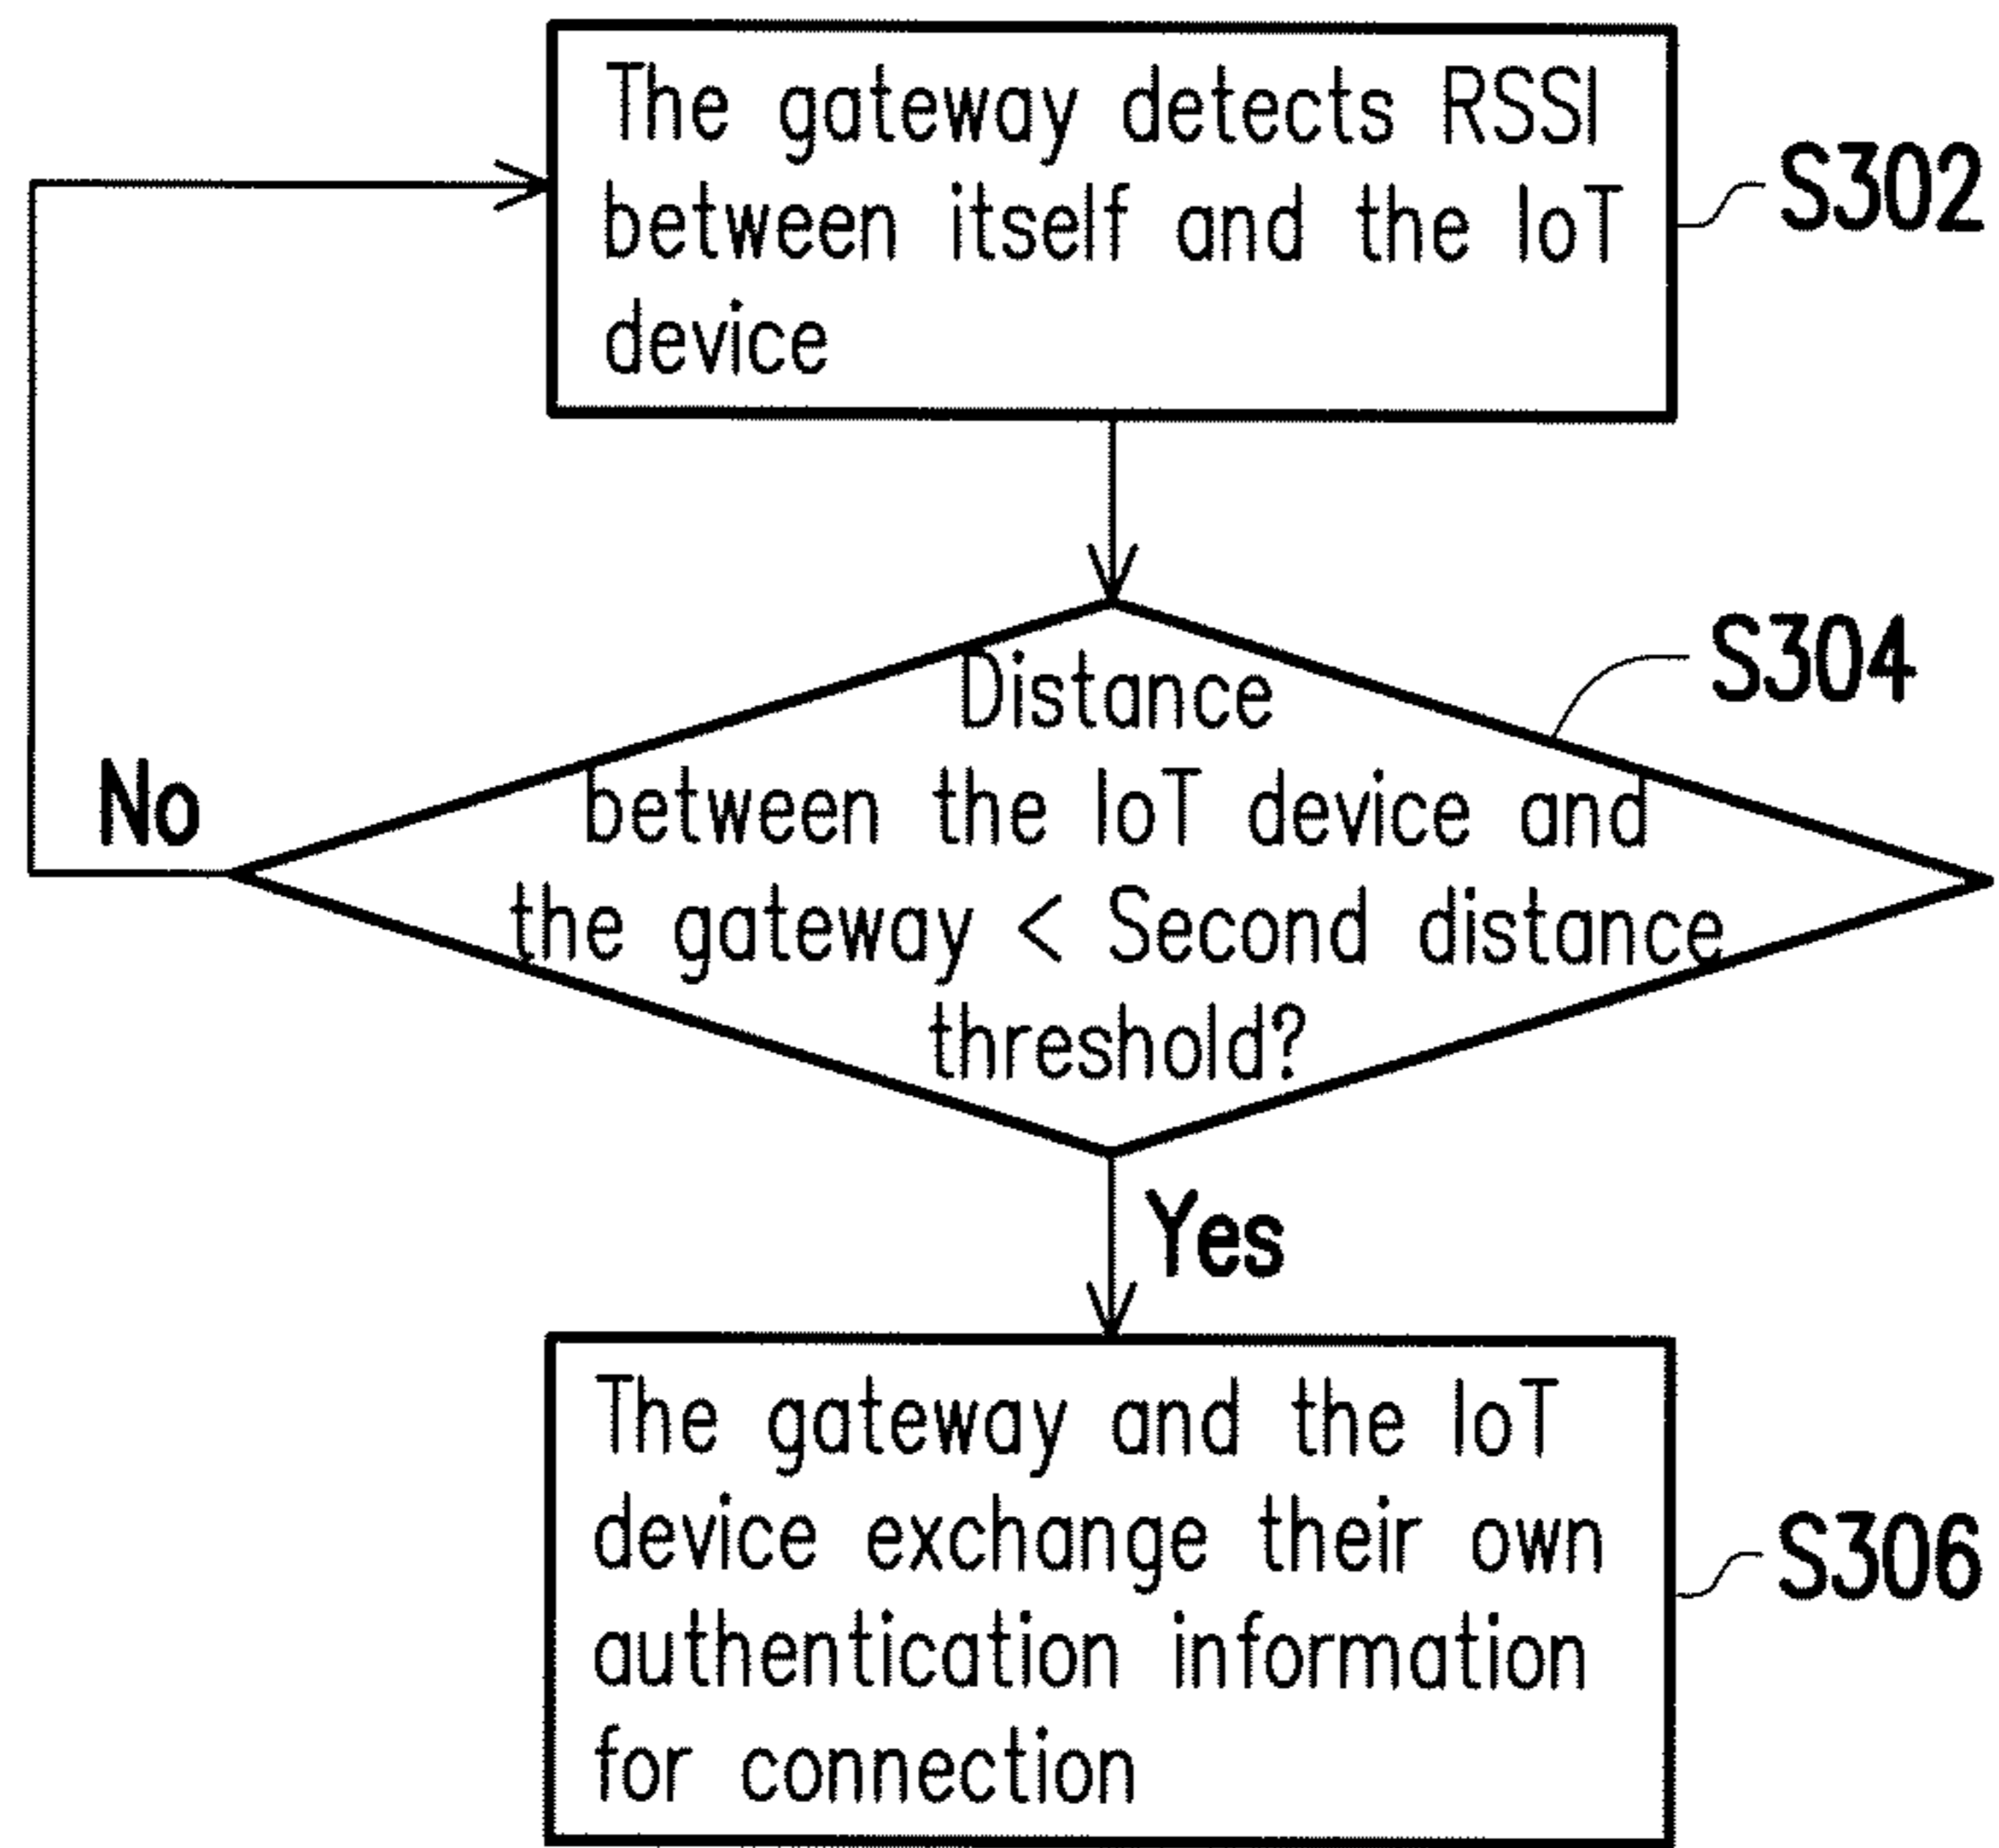 The gateway detects RSSI
between itself and the IoT
device
S302
Distance
between the IoT device and
the gateway < Second distance
threshold?
S304
No
Yes
The gateway and the IoT
device exchange their own
authentication information
for connection
S306